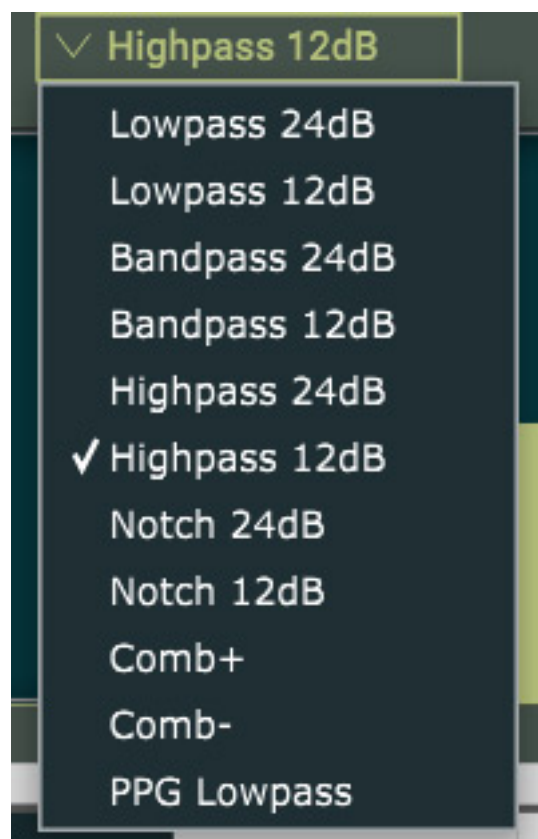 Highpass 12dB
Lowpass 24dB
Lowpass 12dB
Bandpass 24dB
Bandpass 12dB
Highpass 24dB
✓ Highpass 12dB
Notch 24dB
Notch 12dB
Comb+
Comb-
PPG Lowpass